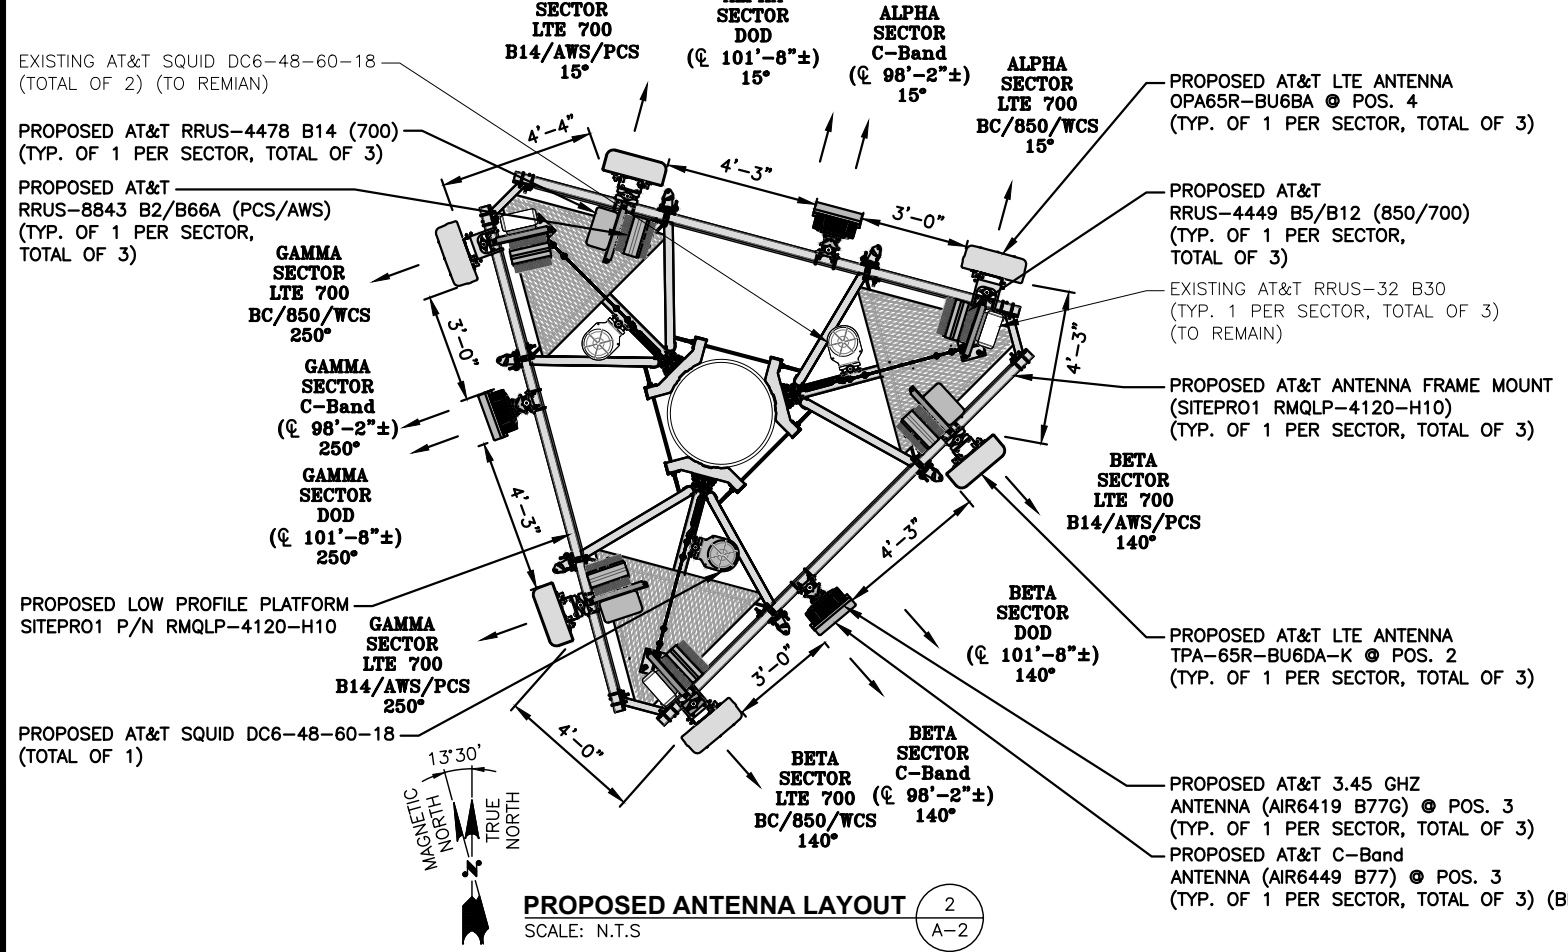 SECTOR
LTE 700
B14/AWS/PCS
15°
SECTOR
DOD
(℄ 101'-8"±)
15°
ALPHA
SECTOR
C-Band
(℄ 98'-2"±)
15°
ALPHA
SECTOR
LTE 700
BC/850/WCS
15°
EXISTING AT&T SQUID DC6-48-60-18
(TOTAL OF 2) (TO REMIAN)
PROPOSED AT&T RRUS-4478 B14 (700)
(TYP. OF 1 PER SECTOR, TOTAL OF 3)
PROPOSED AT&T
RRUS-8843 B2/B66A (PCS/AWS)
(TYP. OF 1 PER SECTOR,
TOTAL OF 3)
GAMMA
SECTOR
LTE 700
BC/850/WCS
250°
GAMMA
SECTOR
C-Band
(℄ 98'-2"±)
250°
GAMMA
SECTOR
DOD
(℄ 101'-8"±)
250°
PROPOSED LOW PROFILE PLATFORM
SITEPRO1 P/N RMQLP-4120-H10
GAMMA
SECTOR
LTE 700
B14/AWS/PCS
250°
PROPOSED AT&T SQUID DC6-48-60-18
(TOTAL OF 1)
4'-4"
4'-3"
3'-0"
4'-3"
3'-0"
4'-3"
4'-3"
3'-0"
4'-0"
PROPOSED AT&T LTE ANTENNA
OPA65R-BU6BA @ POS. 4
(TYP. OF 1 PER SECTOR, TOTAL OF 3)
PROPOSED AT&T
RRUS-4449 B5/B12 (850/700)
(TYP. OF 1 PER SECTOR,
TOTAL OF 3)
EXISTING AT&T RRUS-32 B30
(TYP. 1 PER SECTOR, TOTAL OF 3)
(TO REMAIN)
PROPOSED AT&T ANTENNA FRAME MOUNT
(SITEPRO1 RMQLP-4120-H10)
(TYP. OF 1 PER SECTOR, TOTAL OF 3)
BETA
SECTOR
LTE 700
B14/AWS/PCS
140°
BETA
SECTOR
DOD
(℄ 101'-8"±)
140°
PROPOSED AT&T LTE ANTENNA
TPA-65R-BU6DA-K @ POS. 2
(TYP. OF 1 PER SECTOR, TOTAL OF 3)
BETA
SECTOR
C-Band
(℄ 98'-2"±)
140°
BETA
SECTOR
LTE 700
BC/850/WCS
140°
PROPOSED AT&T 3.45 GHZ
ANTENNA (AIR6419 B77G) @ POS. 3
(TYP. OF 1 PER SECTOR, TOTAL OF 3)
PROPOSED AT&T C-Band
ANTENNA (AIR6449 B77) @ POS. 3
(TYP. OF 1 PER SECTOR, TOTAL OF 3)
13°30'
MAGNETIC
NORTH
TRUE
NORTH
N
PROPOSED ANTENNA LAYOUT
SCALE: N.T.S
2
A-2